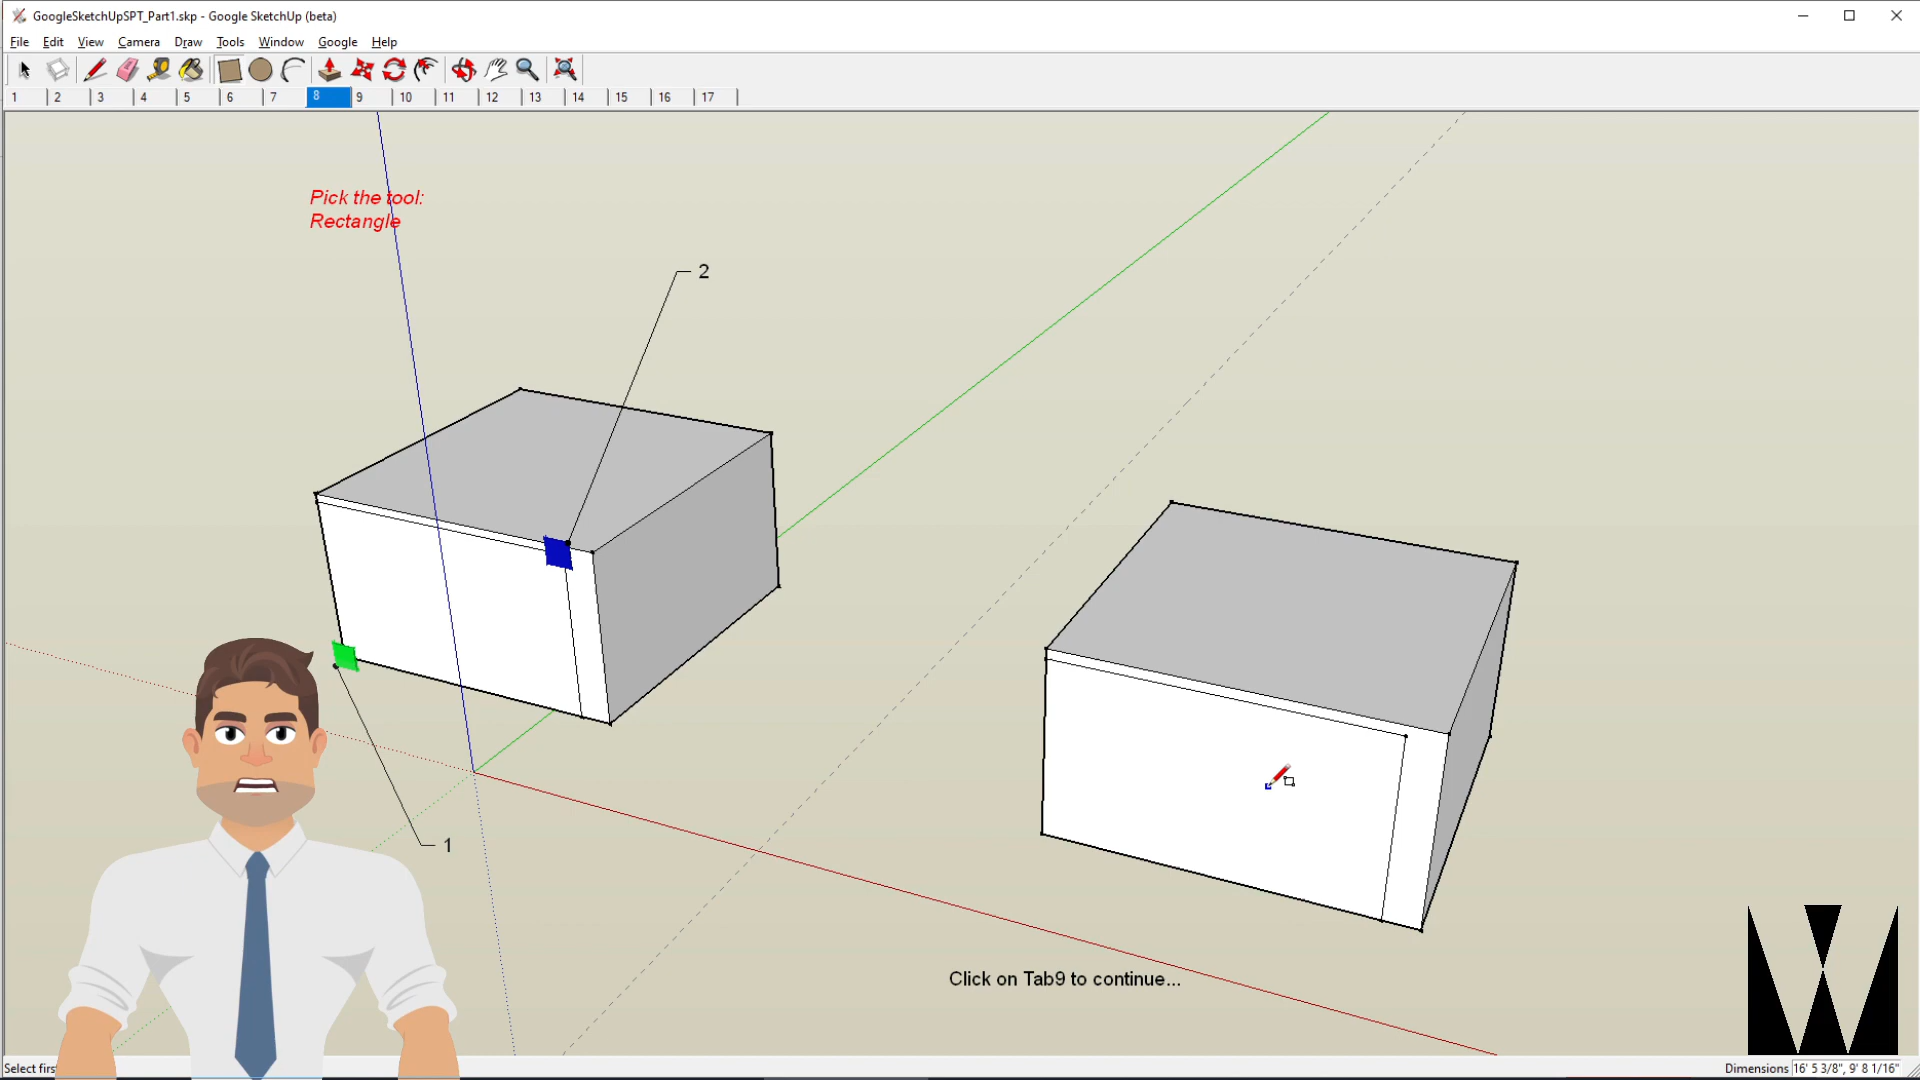 GoogleSketchUpSPT_Part1.skp - Google SketchUp (beta)
File Edit View Camera Draw Tools Window Google Help
1 2 3 4 5 6 7 8 9 10 11 12 13 14 15 16 17
Pick the tool:
Rectangle
2
1
Click on Tab9 to continue...
Select firs
Dimensions 16' 5 3/8", 9' 8 1/16"